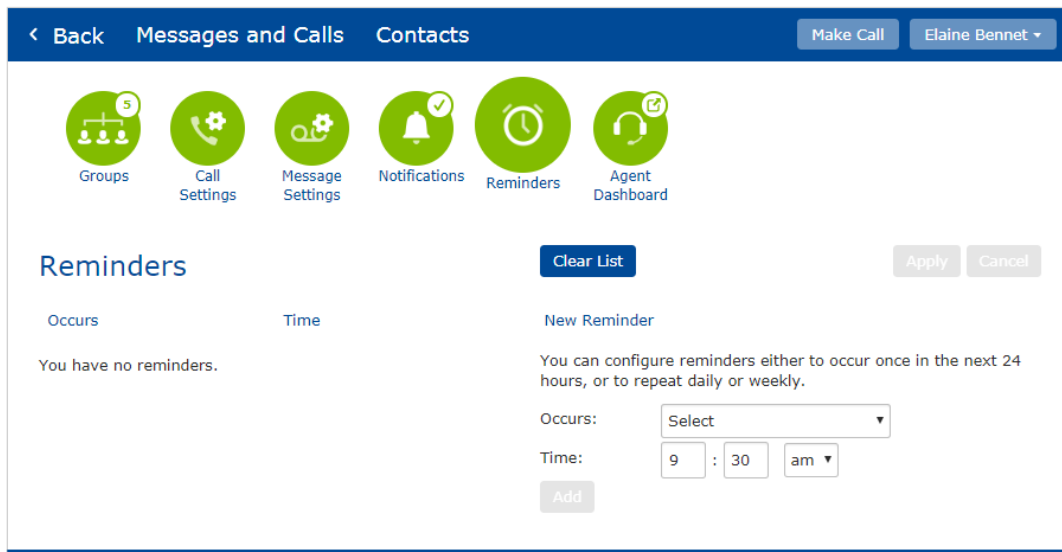 Back Messages and Calls Contacts Make Call Elaine Bennet
5
Groups
Call
Settings
Message
Settings
Notifications
Reminders
Agent
Dashboard
Reminders
Clear List Apply Cancel
Occurs Time
You have no reminders.
New Reminder
You can configure reminders either to occur once in the next 24
hours, or to repeat daily or weekly.
Occurs: Select
Time: 9 : 30 am
Add